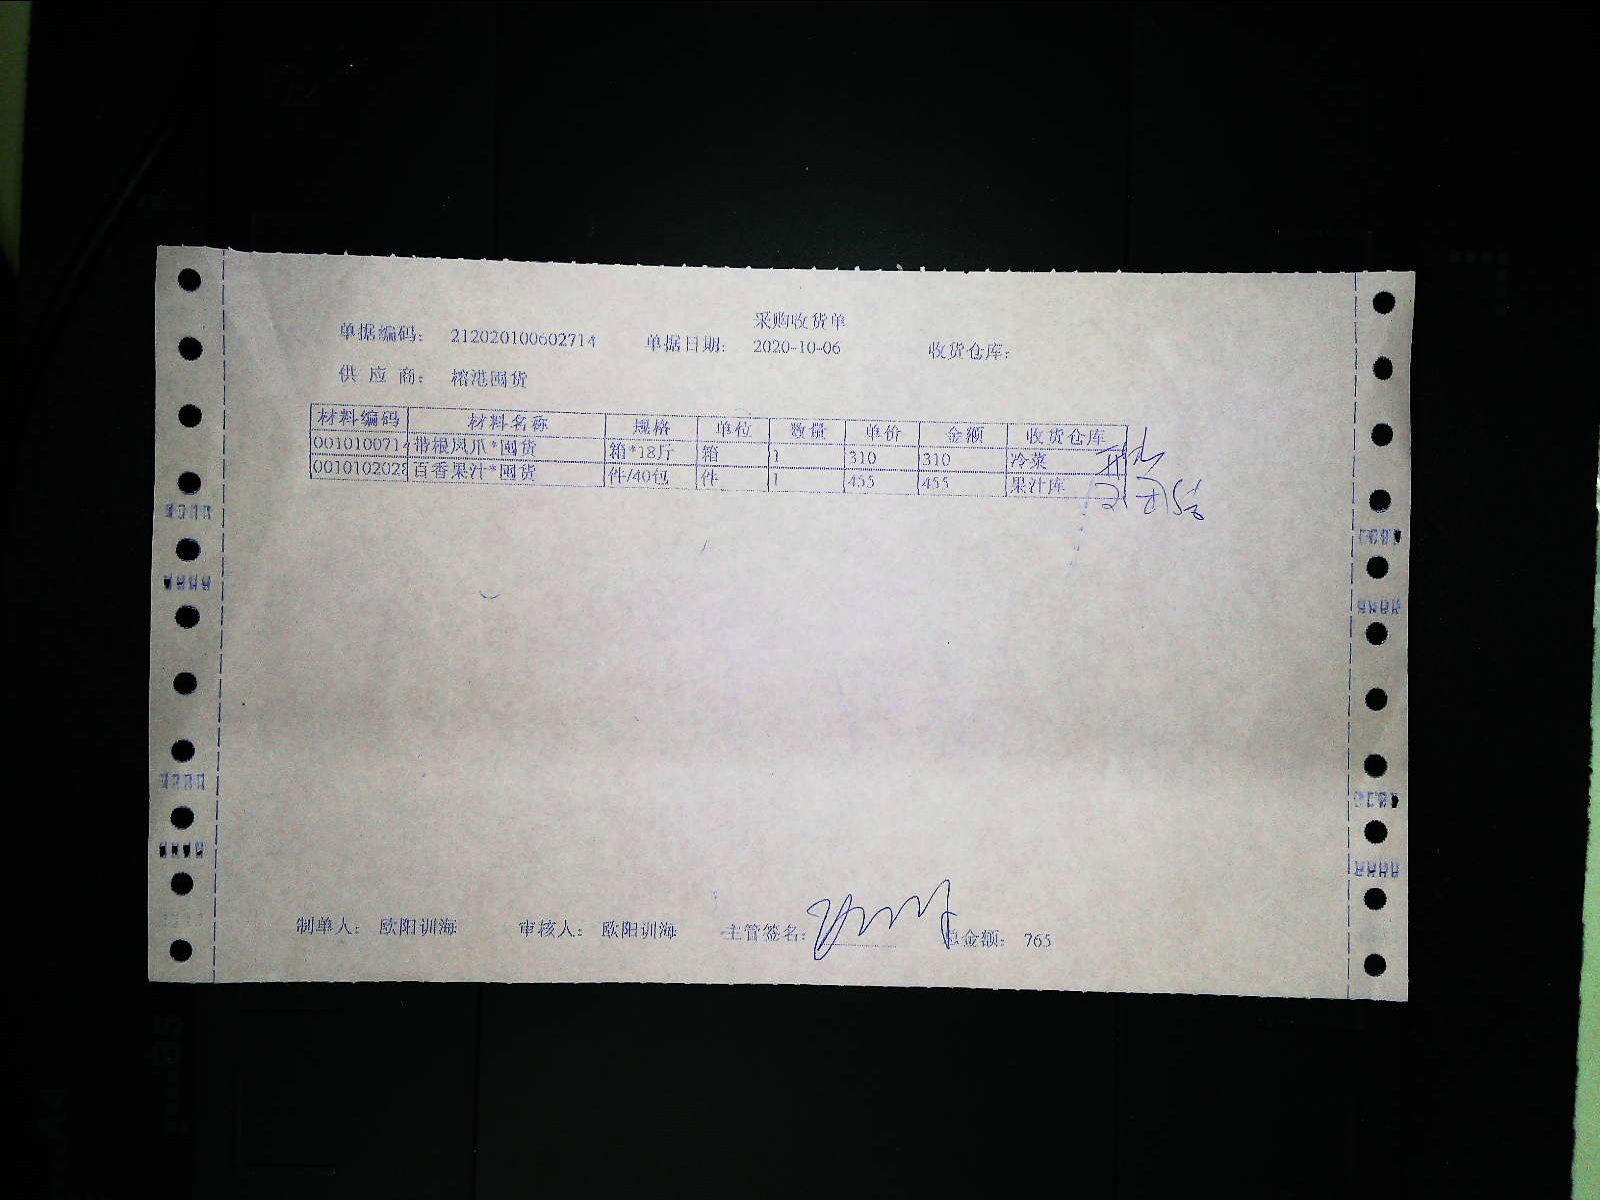 采购收货单
单据编码： 212020100602714 单据日期： 2020-10-06 收货仓库：
供 应 商： 榕港囤货
材料编码 材料名称 规格 单位 数量 单价 金额 收货仓库
0010100714 带根凤爪*囤货 箱*18斤 箱 1 310 310 冷菜
0010102028 百香果汁*囤货 件/40包 件 1 455 455 果汁库
制单人： 欧阳训海 审核人： 欧阳训海 主管签名： 总金额： 765